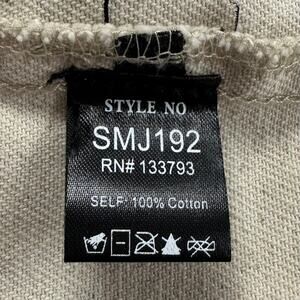 STYLE NO
SMJ192
RN# 133793
SELF: 100% Cotton